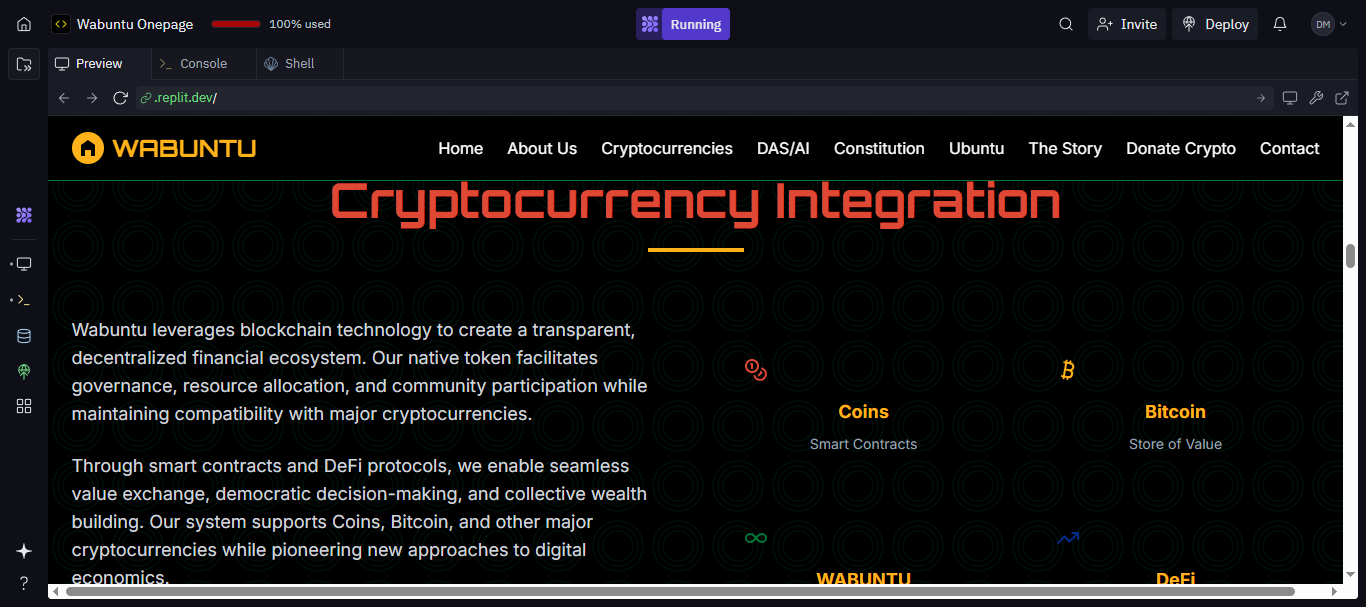 Wabuntu Onepage
100% used
Running
Invite
Deploy
DM
Preview
Console
Shell
.replit.dev/
WABUNTU
Home
About Us
Cryptocurrencies
DAS/AI
Constitution
Ubuntu
The Story
Donate Crypto
Contact
Cryptocurrency Integration
Wabuntu leverages blockchain technology to create a transparent,
decentralized financial ecosystem. Our native token facilitates
governance, resource allocation, and community participation while
maintaining compatibility with major cryptocurrencies.
Through smart contracts and DeFi protocols, we enable seamless
value exchange, democratic decision-making, and collective wealth
building. Our system supports Coins, Bitcoin, and other major
cryptocurrencies while pioneering new approaches to digital
economics.
Coins
Smart Contracts
Bitcoin
Store of Value
WABUNTU
DeFi